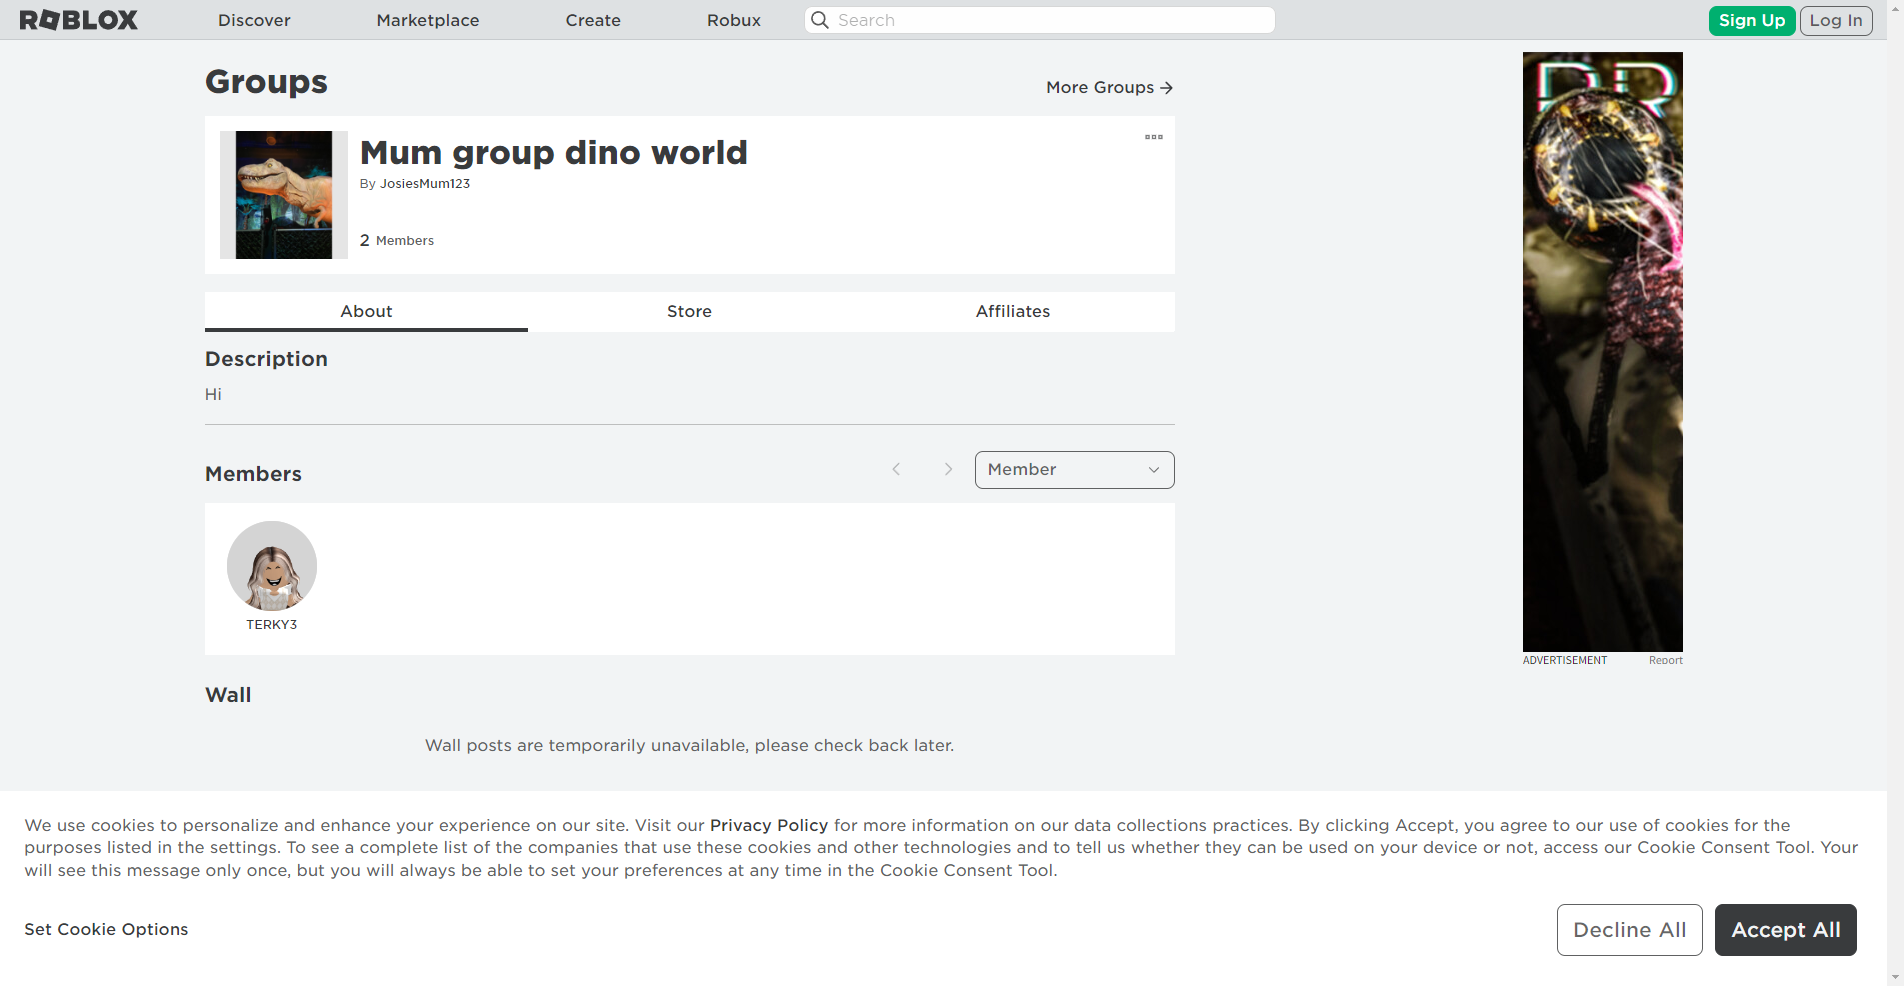 ROBLOX Discover Marketplace Create Robux Search Sign Up Log In
Groups
More Groups
Mum group dino world
By JosiesMum123
2 Members
About Store Affiliates
Description
Hi
Members
Member
TERKY3
Wall
Wall posts are temporarily unavailable, please check back later.
DR
ADVERTISEMENT Report
We use cookies to personalize and enhance your experience on our site. Visit our Privacy Policy for more information on our data collections practices. By clicking Accept, you agree to our use of cookies for the
purposes listed in the settings. To see a complete list of the companies that use these cookies and other technologies and to tell us whether they can be used on your device or not, access our Cookie Consent Tool. Your
will see this message only once, but you will always be able to set your preferences at any time in the Cookie Consent Tool.
Set Cookie Options
Decline All Accept All